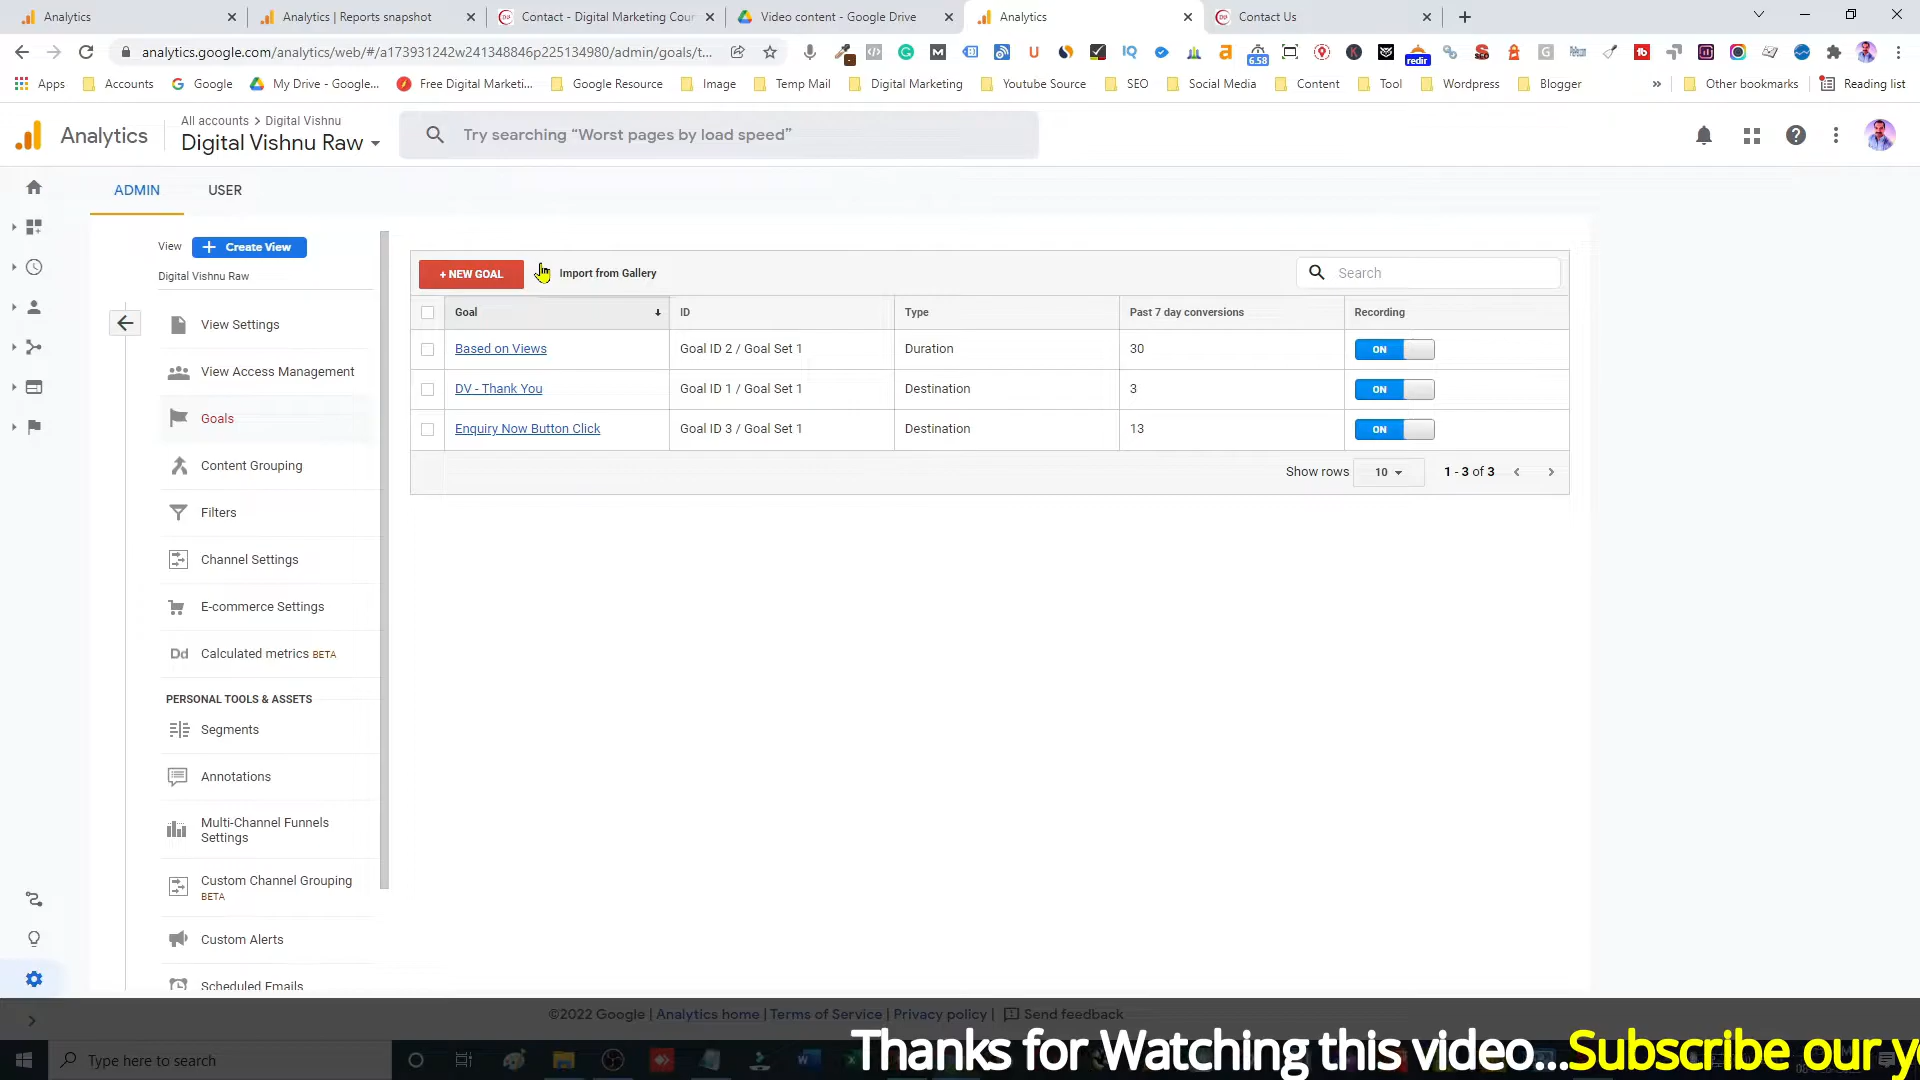 Analytics
Analytics | Reports snapshot
Contact - Digital Marketing Cour
Video content - Google Drive
Analytics
Contact Us
analytics.google.com/analytics/web/#/a173931242w241348846p225134980/admin/goals/t...
6.58
redir
Apps
Accounts
Google
My Drive - Google...
Free Digital Marketi...
Google Resource
Image
Temp Mail
Digital Marketing
Youtube Source
SEO
Social Media
Content
Tool
Wordpress
Blogger
»
Other bookmarks
Reading list
Analytics
All accounts > Digital Vishnu
Digital Vishnu Raw
Try searching “Worst pages by load speed”
ADMIN
USER
View
+ Create View
Digital Vishnu Raw
View Settings
View Access Management
Goals
Content Grouping
Filters
Channel Settings
E-commerce Settings
Dd Calculated metrics BETA
PERSONAL TOOLS & ASSETS
Segments
Annotations
Multi-Channel Funnels
Settings
Custom Channel Grouping
BETA
Custom Alerts
Scheduled Emails
+ NEW GOAL
Import from Gallery
Search
Goal ID Type Past 7 day conversions Recording
Based on Views Goal ID 2 / Goal Set 1 Duration 30 ON
DV - Thank You Goal ID 1 / Goal Set 1 Destination 3 ON
Enquiry Now Button Click Goal ID 3 / Goal Set 1 Destination 13 ON
Show rows 10 1 - 3 of 3
©2022 Google | Analytics home | Terms of Service | Privacy policy | Send feedback
Type here to search
Thanks for Watching this video...Subscribe our y